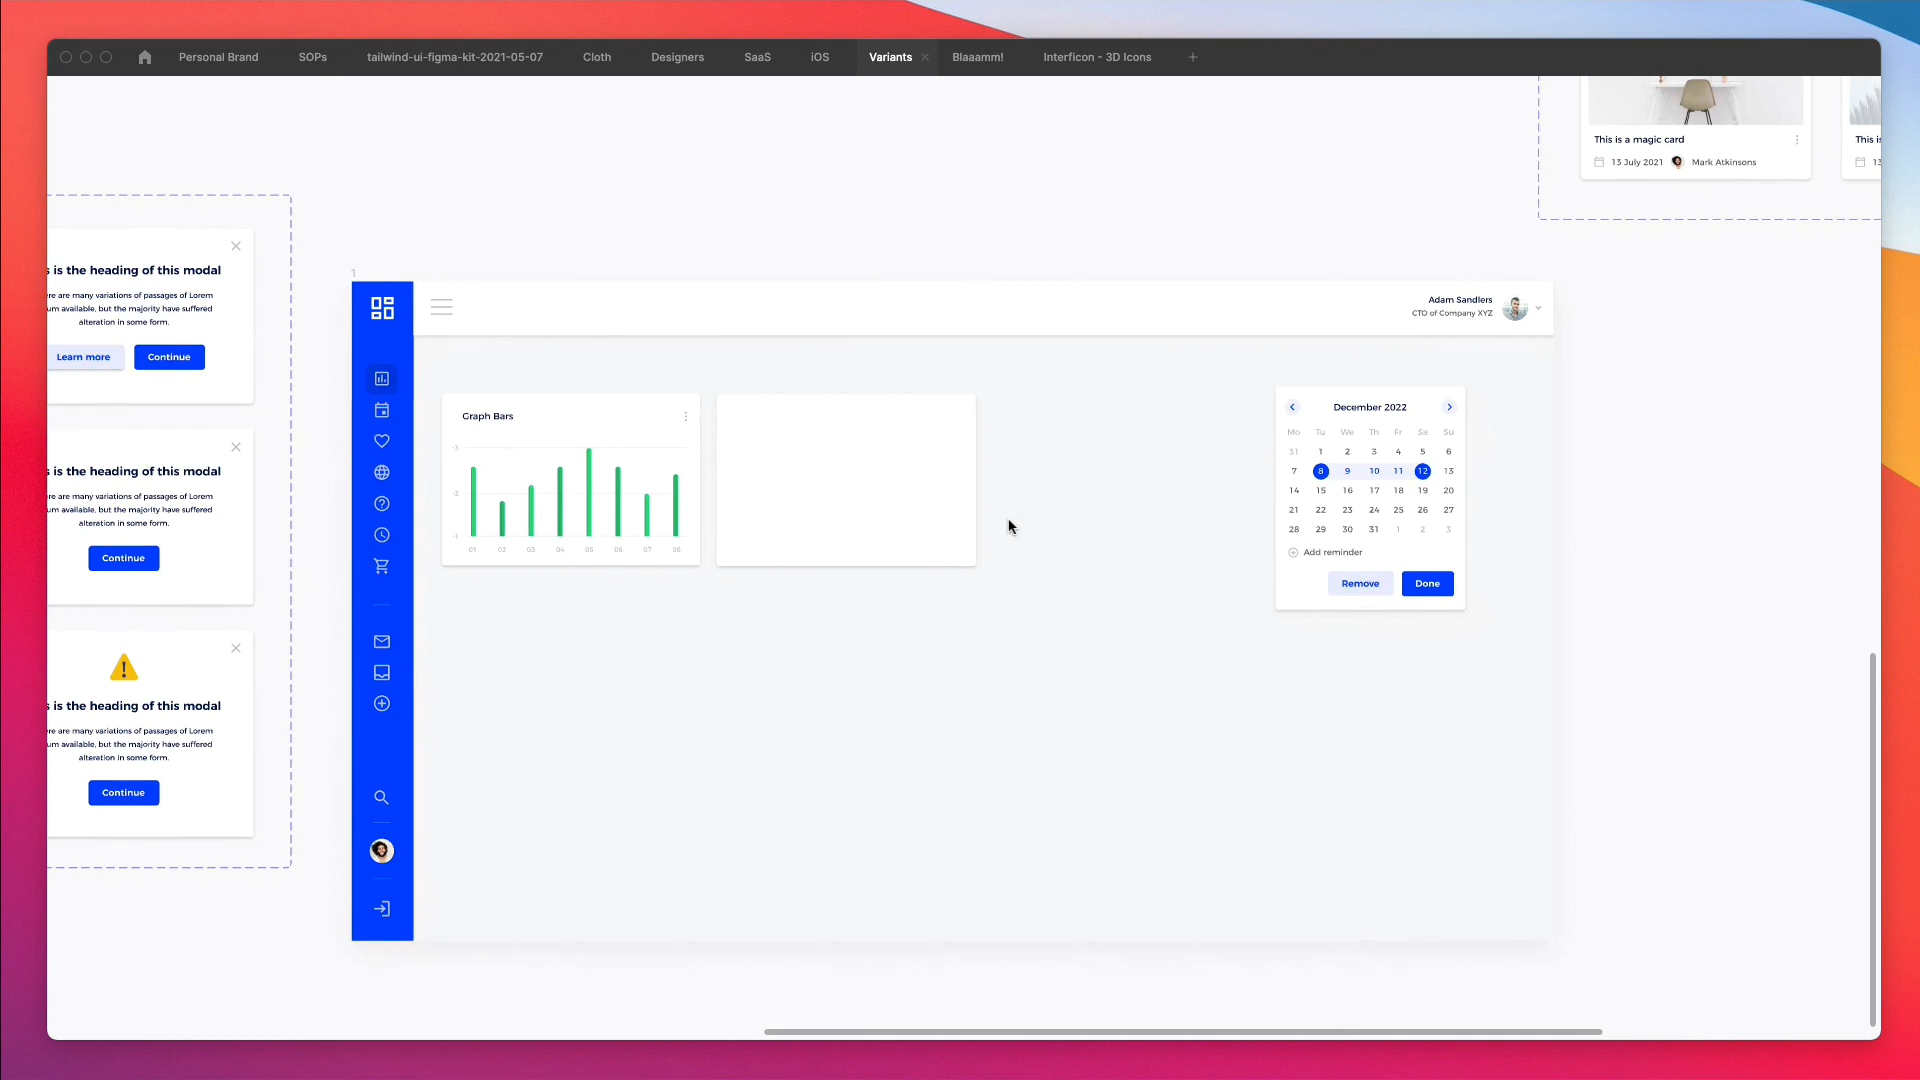 Personal Brand SOPs tailwind-ui-figma-kit-2021-05-07 Cloth Designers SaaS iOS Variants Blaaamm! Interficon - 3D Icons
This is a magic card
13 July 2021 Mark Atkinsons
This i
13
s is the heading of this modal
re are many variations of passages of Lorem
um available, but the majority have suffered
alteration in some form.
Learn more Continue
s is the heading of this modal
re are many variations of passages of Lorem
um available, but the majority have suffered
alteration in some form.
Continue
s is the heading of this modal
re are many variations of passages of Lorem
um available, but the majority have suffered
alteration in some form.
Continue
1
Adam Sandlers
CTO of Company XYZ
Graph Bars
-3
-2
-1
01 02 03 04 05 06 07 08
December 2022
Mo Tu We Th Fr Sa Su
31 1 2 3 4 5 6
7 8 9 10 11 12 13
14 15 16 17 18 19 20
21 22 23 24 25 26 27
28 29 30 31 1 2 3
Add reminder
Remove Done